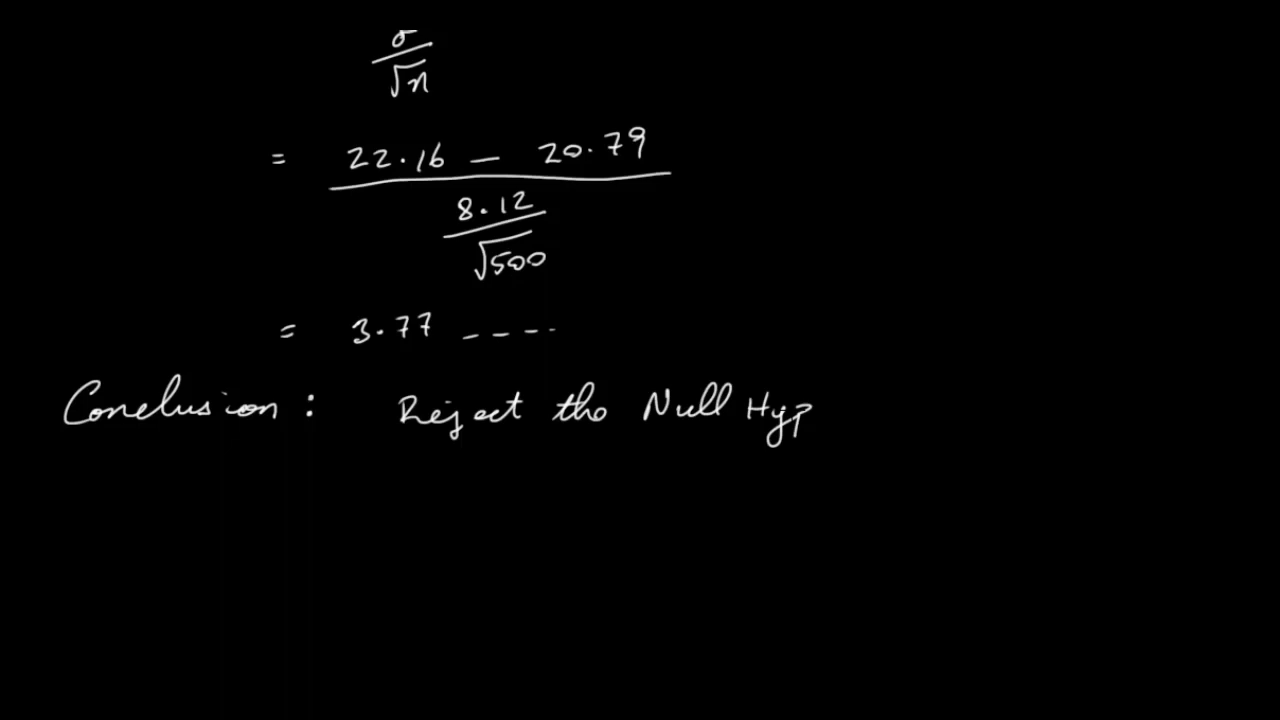 σ
√n
= 22.16 – 20.79
8.12
√500
= 3.77 ----
Conclusion : Reject the Null Hyp